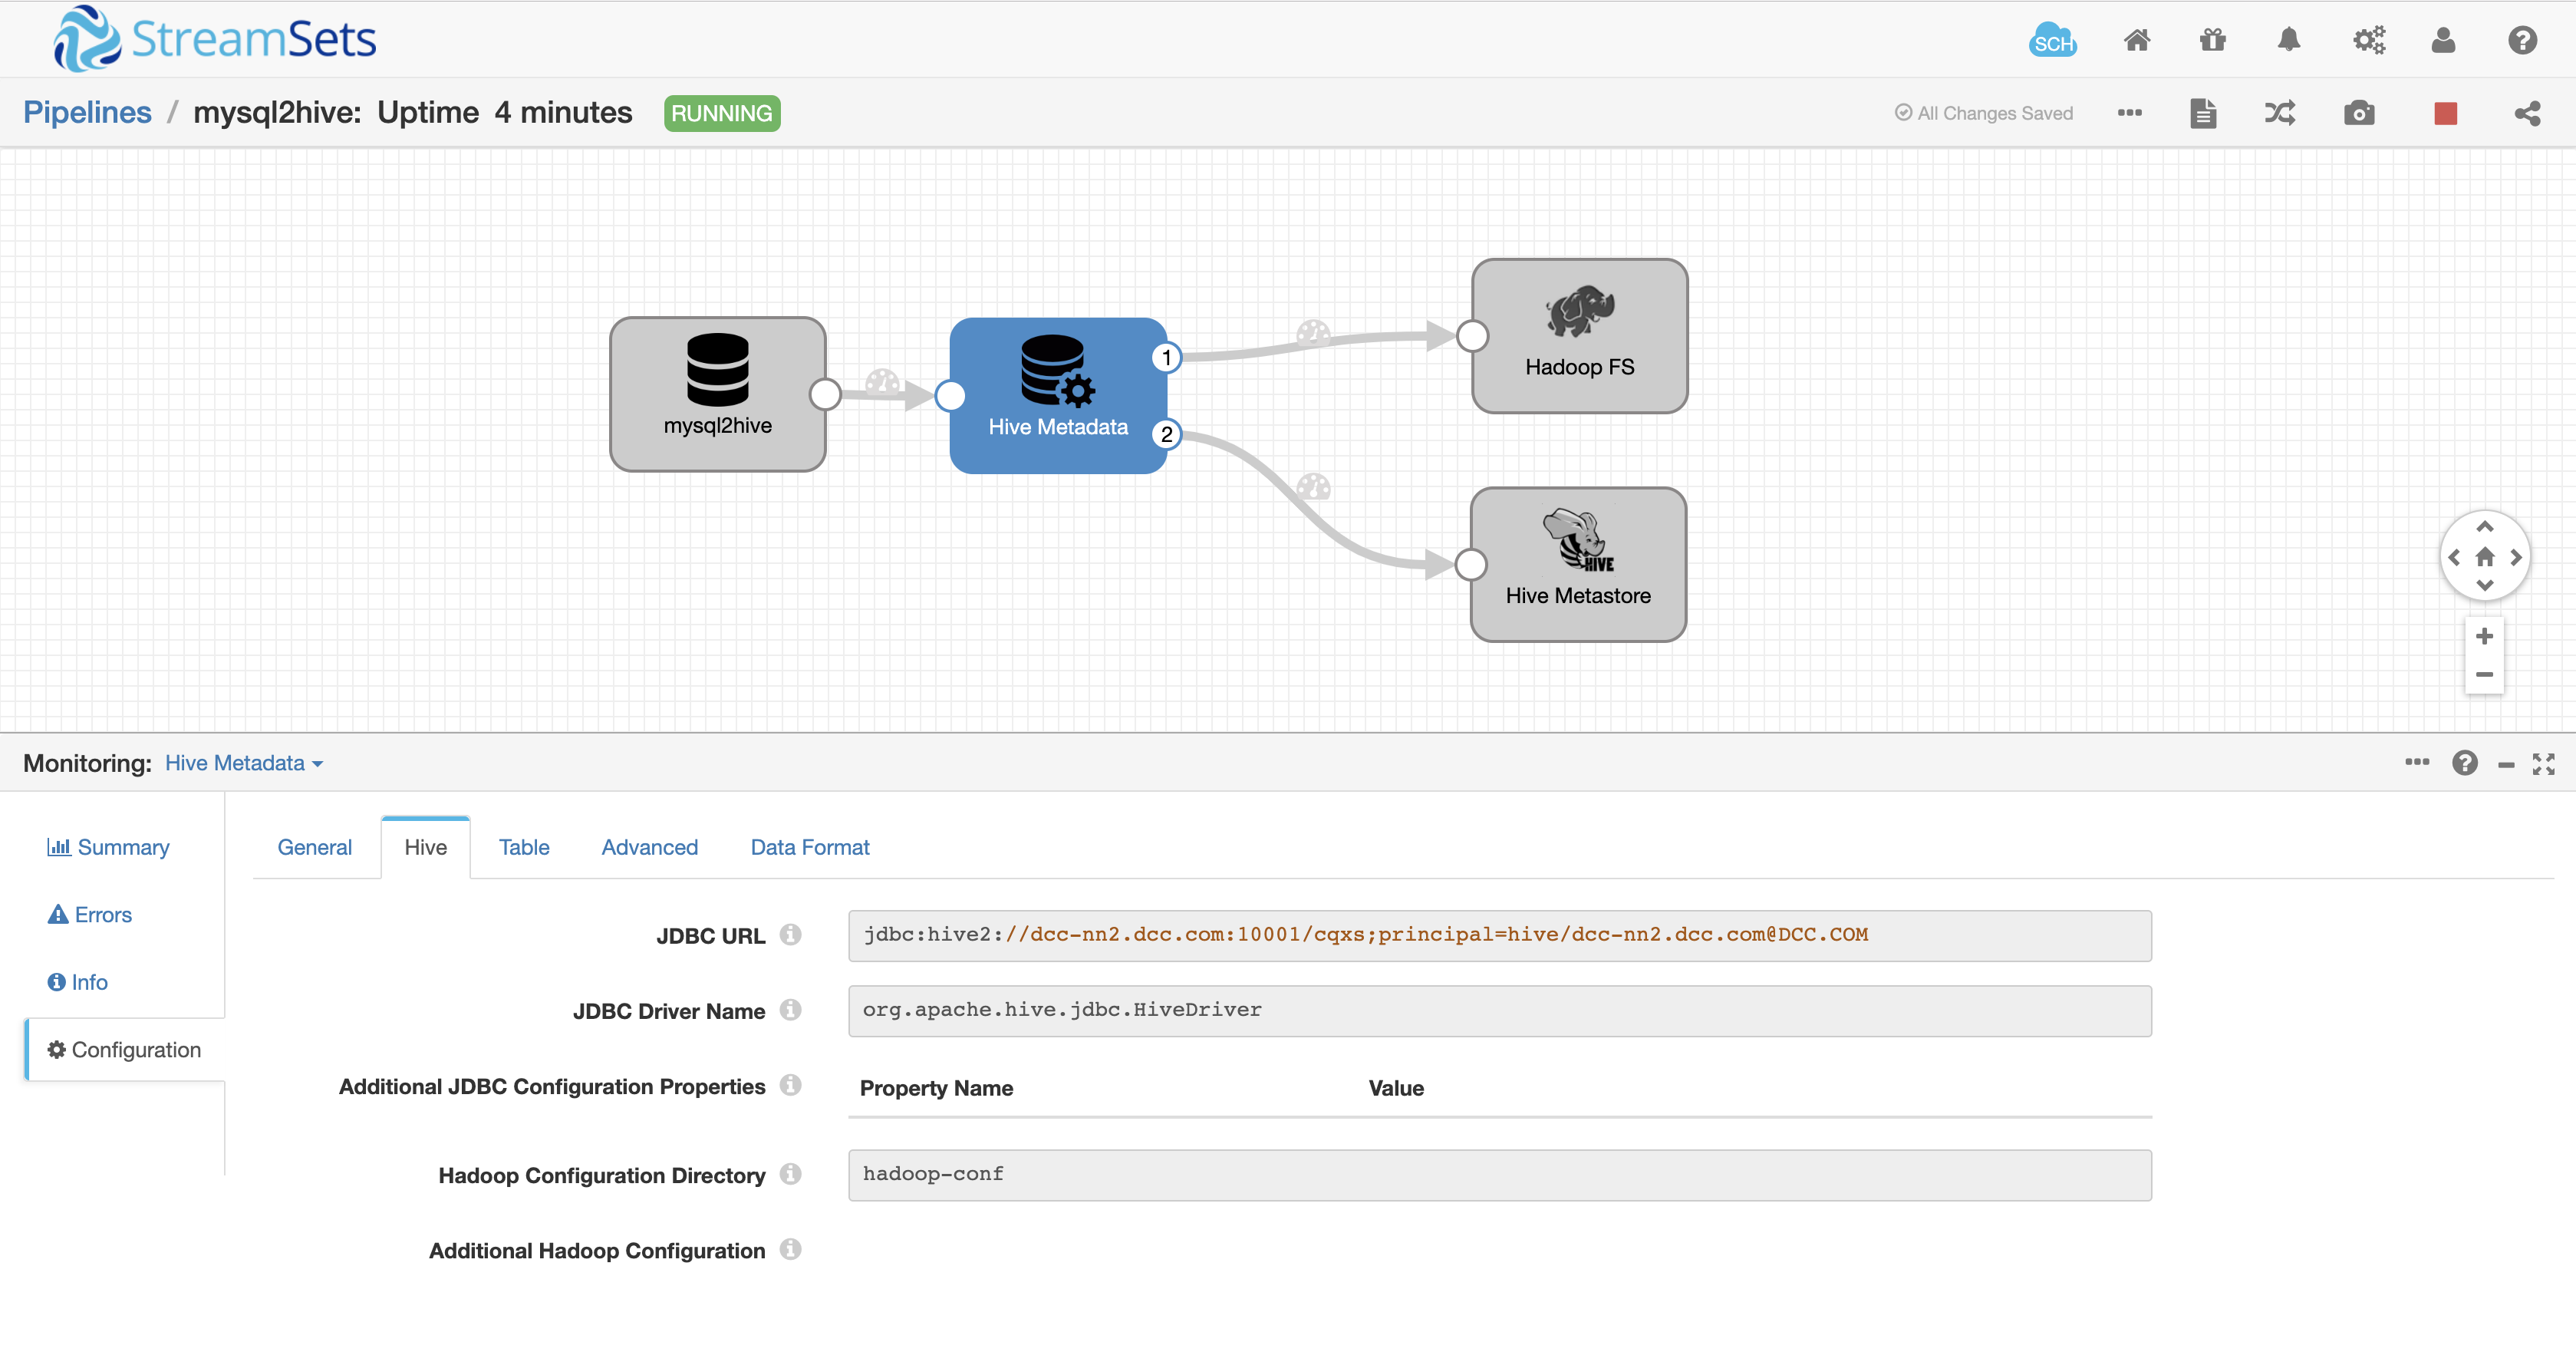 StreamSets
SCH
Pipelines / mysql2hive: Uptime 4 minutes RUNNING
All Changes Saved
mysql2hive
Hive Metadata
1
2
Hadoop FS
HIVE
Hive Metastore
Monitoring: Hive Metadata
Summary
Errors
Info
Configuration
General Hive Table Advanced Data Format
JDBC URL jdbc:hive2://dcc-nn2.dcc.com:10001/cqxs;principal=hive/dcc-nn2.dcc.com@DCC.COM
JDBC Driver Name org.apache.hive.jdbc.HiveDriver
Additional JDBC Configuration Properties Property Name Value
Hadoop Configuration Directory hadoop-conf
Additional Hadoop Configuration